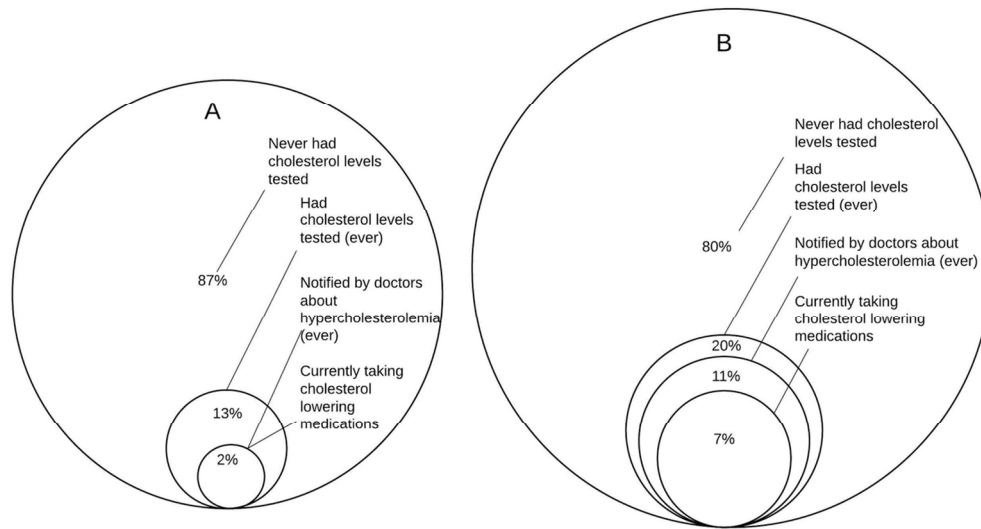 A
Never had
cholesterol levels
tested
Had
cholesterol levels
tested (ever)
87%
Notified by doctors
about
hypercholesterolemia
(ever)
Currently taking
cholesterol
lowering
medications
13%
2%
B
Never had cholesterol
levels tested
Had
cholesterol levels
tested (ever)
80%
Notified by doctors about
hypercholesterolemia (ever)
Currently taking
cholesterol lowering
medications
20%
11%
7%